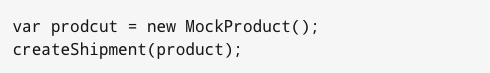 var prodcut = new MockProduct();
createShipment(product);